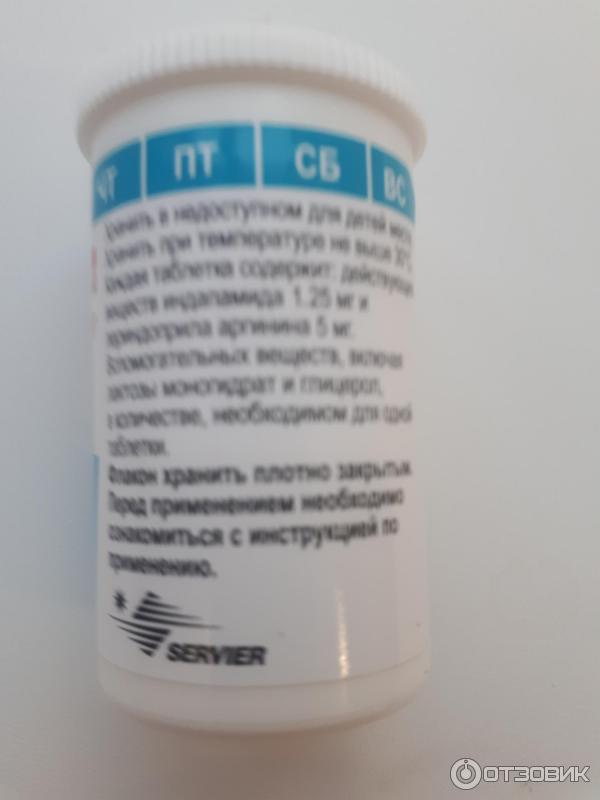 ЧТ ПТ СБ ВС
Хранить в недоступном для детей месте
Хранить при температуре не выше 30°C
Каждая таблетка содержит: действующих
веществ индапамида 1.25 мг и
периндоприла аргинина 5 мг.
Вспомогательных веществ, включая
лактозы моногидрат и глицерол,
в количестве, необходимом для одной
таблетки.
Флакон хранить плотно закрытым.
Перед применением необходимо
ознакомиться с инструкцией по
применению.
SERVIER
ОТЗОВИК